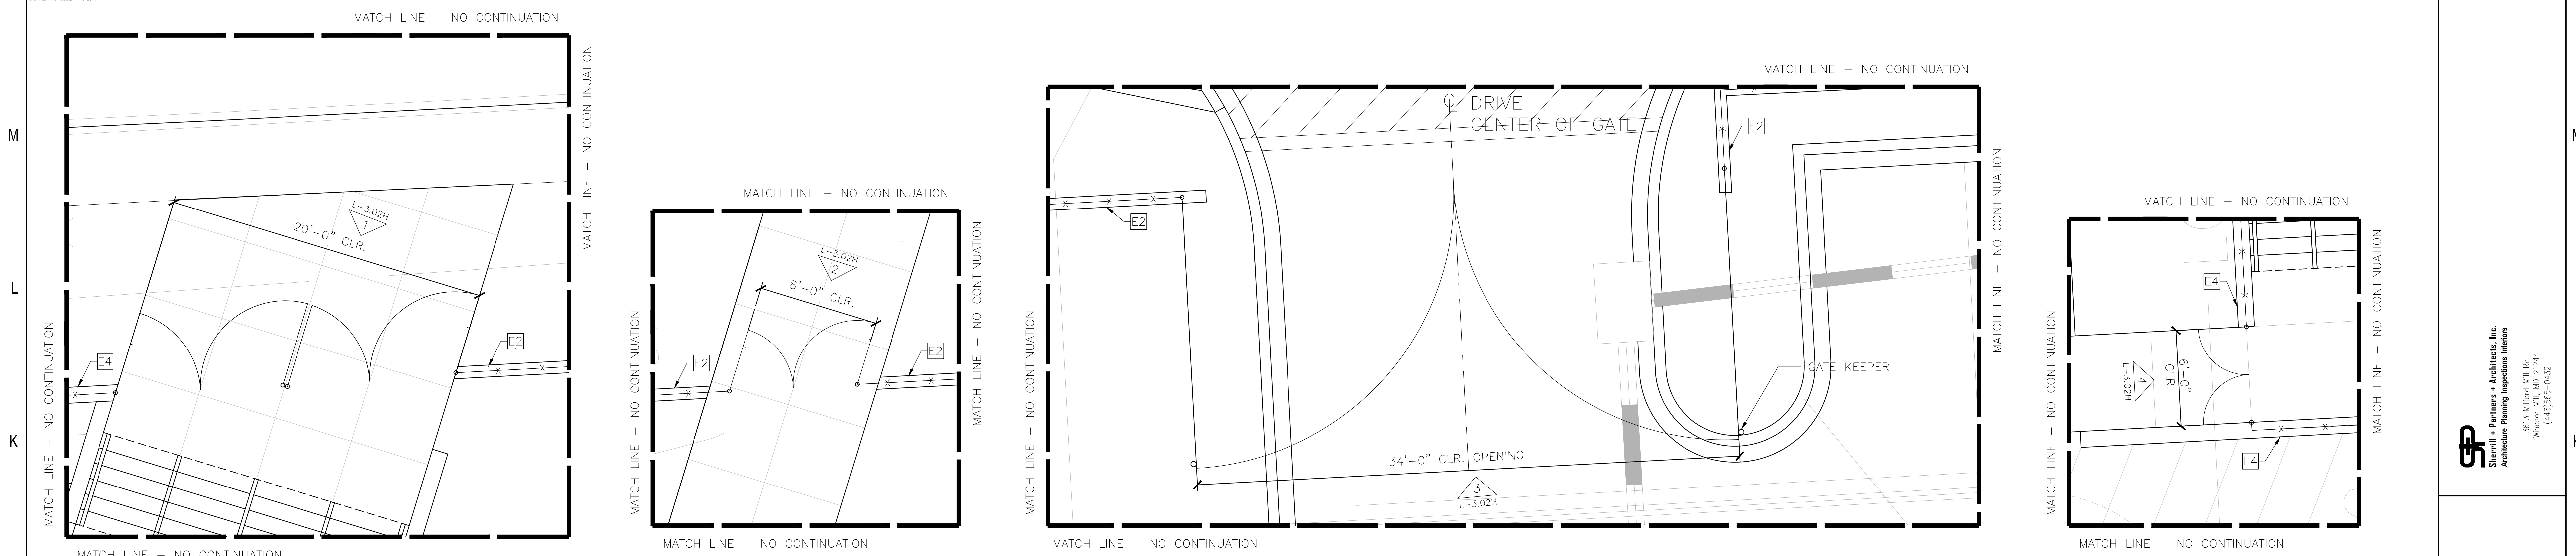 MATCH LINE – NO CONTINUATION
MATCH LINE – NO CONTINUATION
MATCH LINE – NO CONTINUATION
MATCH LINE – NO CONTINUATION
L-3.02H
1
20'-0" CLR.
E4
E2
MATCH LINE – NO CONTINUATION
MATCH LINE – NO CONTINUATION
MATCH LINE – NO CONTINUATION
L-3.02H
2
8'-0" CLR.
E2
E2
MATCH LINE – NO CONTINUATION
MATCH LINE – NO CONTINUATION
MATCH LINE – NO CONTINUATION
MATCH LINE – NO CONTINUATION
℄ DRIVE
CENTER OF GATE
E2
E2
GATE KEEPER
34'-0" CLR. OPENING
3
L-3.02H
MATCH LINE – NO CONTINUATION
MATCH LINE – NO CONTINUATION
MATCH LINE – NO CONTINUATION
MATCH LINE – NO CONTINUATION
E4
6'-0"
CLR.
4
L-3.02H
E4
MATCH LINE – NO CONTINUATION
M
L
K
Sherrill + Partners + Architects, Inc.
Architecture Planning Inspections Interiors
3613 Milford Mill Rd.
Windsor Mill, MD 21244
(443)565-0432